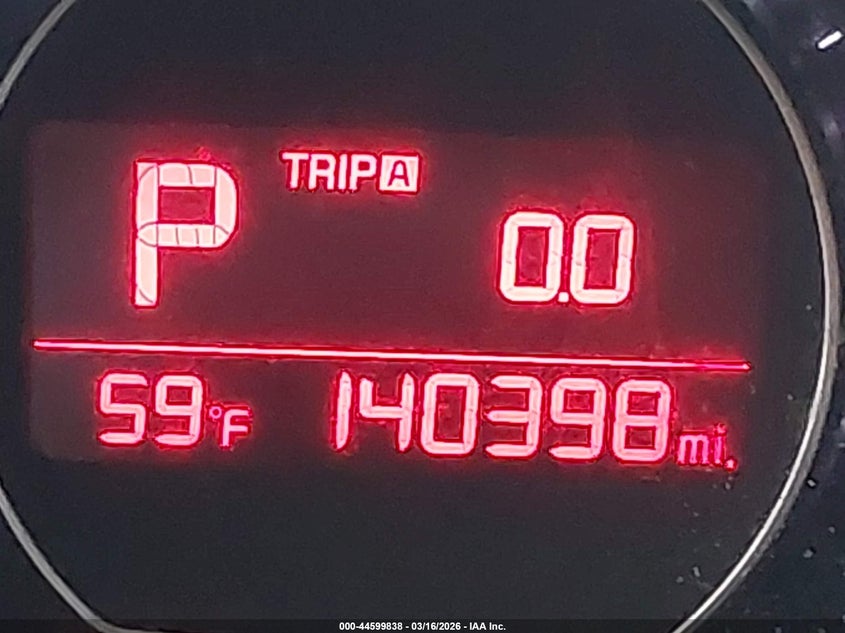 P TRIP A
0.0
59°F 140398 mi.
000-44599838 - 03/16/2026 - IAA Inc.